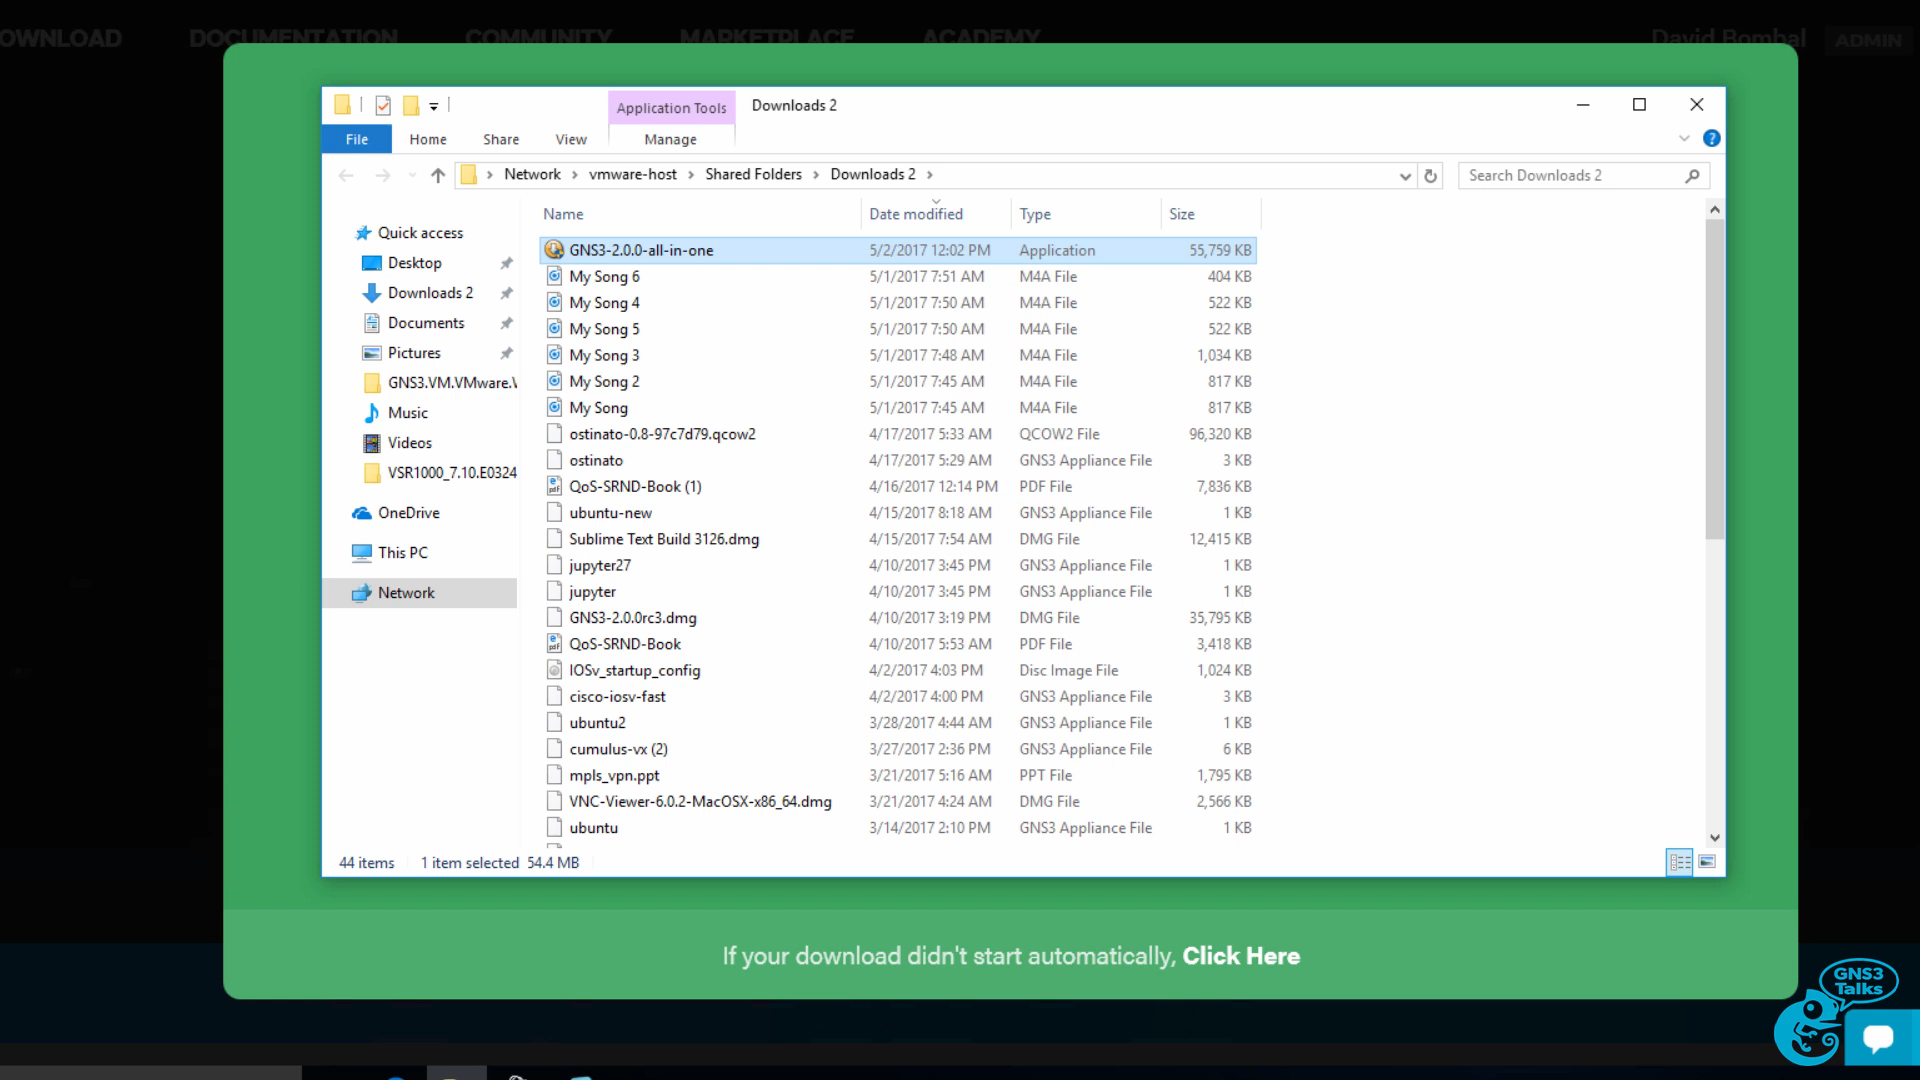 OWNLOAD DOCUMENTATION COMMUNITY MARKETPLACE ACADEMY David Bombal ADMIN
Application Tools Downloads 2
File Home Share View Manage
Network vmware-host Shared Folders Downloads 2 Search Downloads 2
Name Date modified Type Size
Quick access
Desktop
Downloads 2
Documents
Pictures
GNS3.VM.VMware.
Music
Videos
VSR1000_7.10.E0324
OneDrive
This PC
Network
GNS3-2.0.0-all-in-one 5/2/2017 12:02 PM Application 55,759 KB
My Song 6 5/1/2017 7:51 AM M4A File 404 KB
My Song 4 5/1/2017 7:50 AM M4A File 522 KB
My Song 5 5/1/2017 7:50 AM M4A File 522 KB
My Song 3 5/1/2017 7:48 AM M4A File 1,034 KB
My Song 2 5/1/2017 7:45 AM M4A File 817 KB
My Song 5/1/2017 7:45 AM M4A File 817 KB
ostinato-0.8-97c7d79.qcow2 4/17/2017 5:33 AM QCOW2 File 96,320 KB
ostinato 4/17/2017 5:29 AM GNS3 Appliance File 3 KB
QoS-SRND-Book (1) 4/16/2017 12:14 PM PDF File 7,836 KB
ubuntu-new 4/15/2017 8:18 AM GNS3 Appliance File 1 KB
Sublime Text Build 3126.dmg 4/15/2017 7:54 AM DMG File 12,415 KB
jupyter27 4/10/2017 3:45 PM GNS3 Appliance File 1 KB
jupyter 4/10/2017 3:45 PM GNS3 Appliance File 1 KB
GNS3-2.0.0rc3.dmg 4/10/2017 3:19 PM DMG File 35,795 KB
QoS-SRND-Book 4/10/2017 5:53 AM PDF File 3,418 KB
IOSv_startup_config 4/2/2017 4:03 PM Disc Image File 1,024 KB
cisco-iosv-fast 4/2/2017 4:00 PM GNS3 Appliance File 3 KB
ubuntu2 3/28/2017 4:44 AM GNS3 Appliance File 1 KB
cumulus-vx (2) 3/27/2017 2:36 PM GNS3 Appliance File 6 KB
mpls_vpn.ppt 3/21/2017 5:16 AM PPT File 1,795 KB
VNC-Viewer-6.0.2-MacOSX-x86_64.dmg 3/21/2017 4:24 AM DMG File 2,566 KB
ubuntu 3/14/2017 2:10 PM GNS3 Appliance File 1 KB
44 items 1 item selected 54.4 MB
If your download didn't start automatically, Click Here
GNS3
Talks